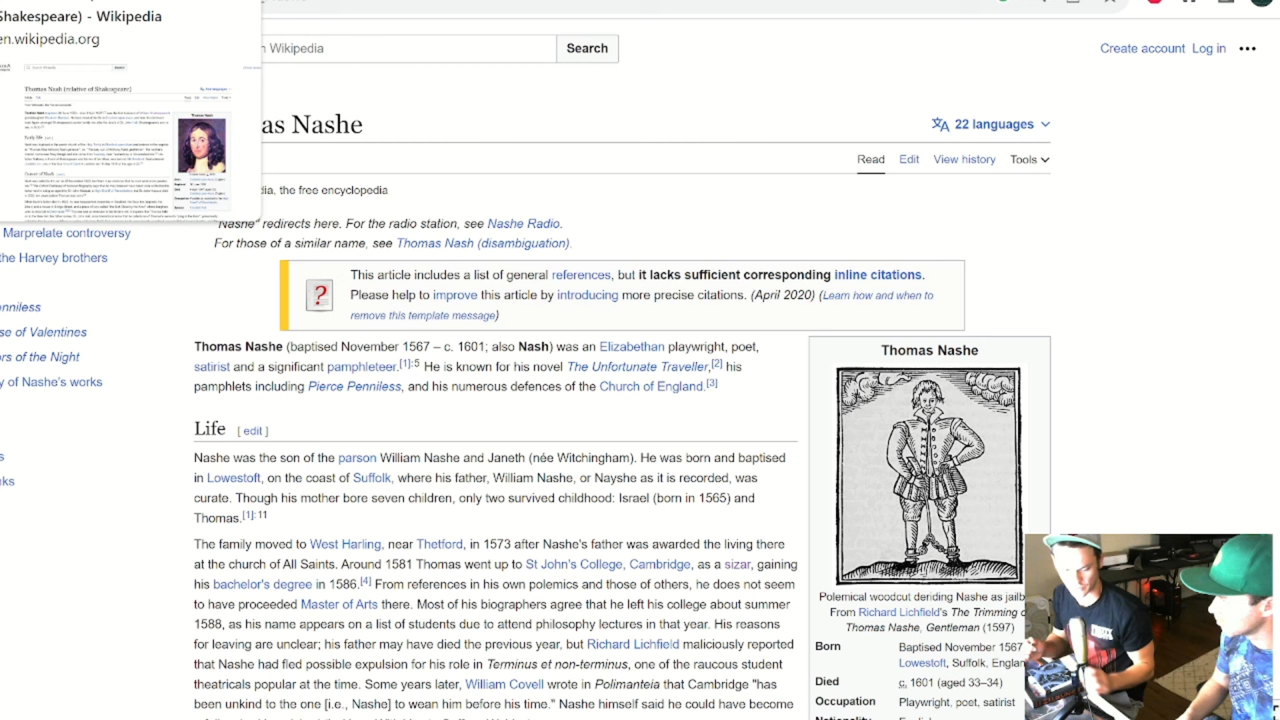 Shakespeare) - Wikipedia
en.wikipedia.org
Thomas Nash (relative of Shakespeare)
Thomas Nash
Wikipedia
Search
Create account Log in
as Nashe
22 languages
Read Edit View history Tools
"Nashe" redirects here. For the radio station, see Nashe Radio.
For those of a similar name, see Thomas Nash (disambiguation).
Marprelate controversy
the Harvey brothers
This article includes a list of general references, but it lacks sufficient corresponding inline citations.
Please help to improve this article by introducing more precise citations. (April 2020) (Learn how and when to
remove this template message)
Thomas Nashe (baptised November 1567 – c. 1601; also Nash) was an Elizabethan playwright, poet,
satirist and a significant pamphleteer.[1]:5 He is known for his novel The Unfortunate Traveller,[2] his
pamphlets including Pierce Penniless, and his numerous defences of the Church of England.[3]
enniless
se of Valentines
rs of the Night
y of Nashe's works
s
ks
Thomas Nashe
Life [ edit ]
Nashe was the son of the parson William Nashe and Janeth (née Witchingham). He was born and baptised
in Lowestoft, on the coast of Suffolk, where his father, William Nashe, or Nayshe as it is recorded, was
curate. Though his mother bore seven children, only two survived childhood: Israel (born in 1565) and
Thomas.[1]:11
The family moved to West Harling, near Thetford, in 1573 after Nashe's father was awarded the living there
at the church of All Saints. Around 1581 Thomas went up to St John's College, Cambridge, as a sizar, gaining
his bachelor's degree in 1586.[4] From references in his own polemics and those of others, he does not seem
to have proceeded Master of Arts there. Most of his biographers agree that he left his college about summer
1588, as his name appears on a list of students due to attend philosophy lectures in that year. His reasons
for leaving are unclear; his father may have died the previous year, but Richard Lichfield maliciously reported
that Nashe had fled possible expulsion for his role in Terminus et non-terminus, one of the raucous student
theatricals popular at the time. Some years later, William Covell wrote in Polimanteia that Cambridge "has
been unkind to the one [i.e., Nashe] to wean him before his time." Nashe himself said he could have become
Polemical woodcut deriding Nashe as jailb
From Richard Lichfield's The Trimming o
Thomas Nashe, Gentleman (1597)
Born Baptised November 1567
Lowestoft, Suffolk, Englan
Died c. 1601 (aged 33–34)
Occupation Playwright, poet, satirist